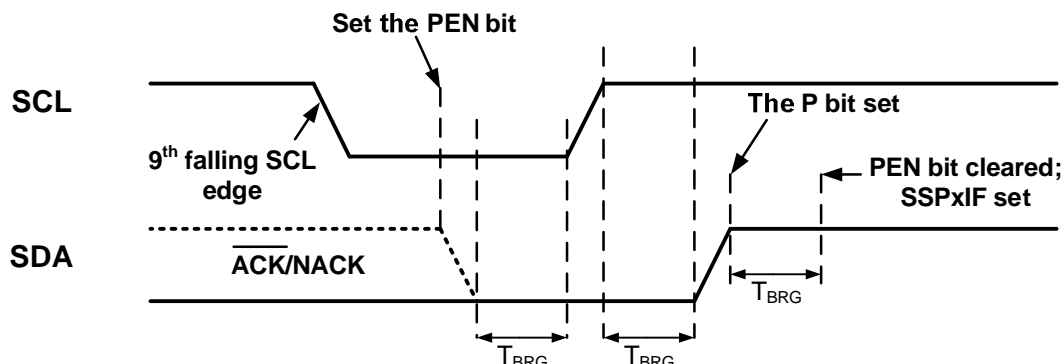 Set the PEN bit
SCL
The P bit set
9th falling SCL
edge
PEN bit cleared;
SSPxIF set
SDA
ACK/NACK
TBRG
TBRG
TBRG